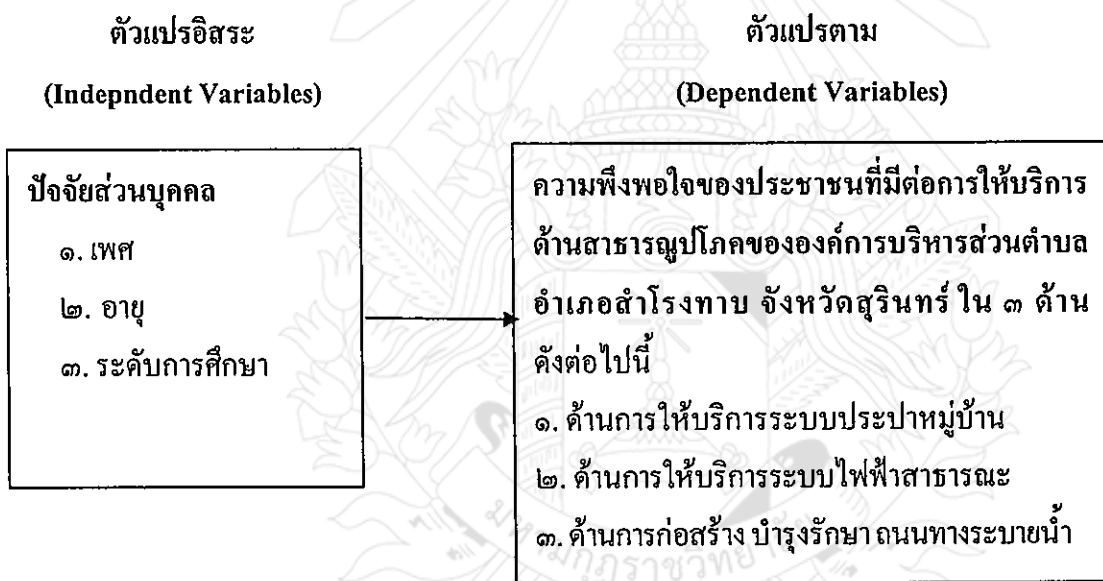 ตัวแปรอิสระ
(Indepndent Variables)
ปัจจัยส่วนบุคคล
๑. เพศ
๒. อายุ
๓. ระดับการศึกษา
ตัวแปรตาม
(Dependent Variables)
ความพึงพอใจของประชาชนที่มีต่อการให้บริการ
ด้านสาธารณูปโภคขององค์การบริหารส่วนตำบล
อำเภอสำโรงทาบ จังหวัดสุรินทร์ ใน ๓ ด้าน
ดังต่อไปนี้
๑. ด้านการให้บริการระบบประปาหมู่บ้าน
๒. ด้านการให้บริการระบบไฟฟ้าสาธารณะ
๓. ด้านการก่อสร้าง บำรุงรักษา ถนนทางระบายน้ำ